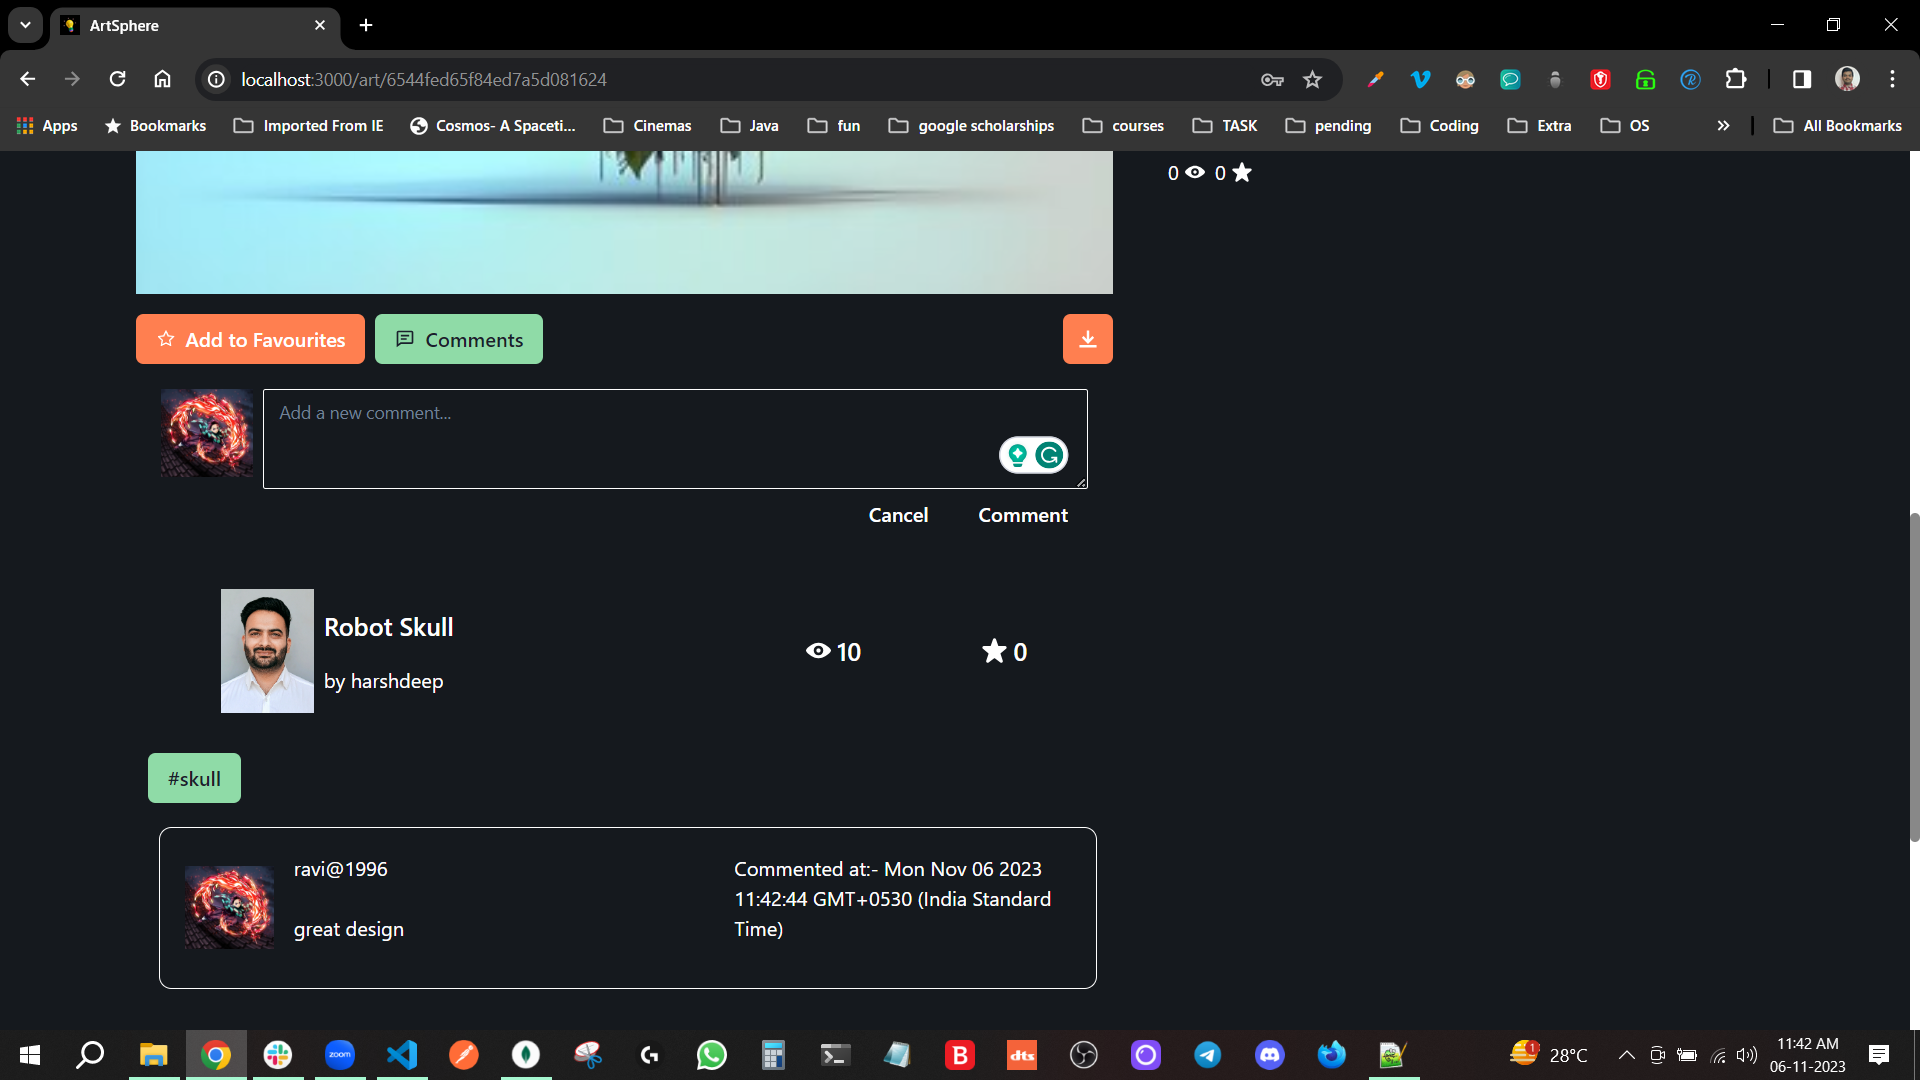 ArtSphere
localhost:3000/art/6544fed65f84ed7a5d081624
Apps Bookmarks Imported From IE Cosmos- A Spaceti... Cinemas Java fun google scholarships courses TASK pending Coding Extra OS » All Bookmarks
0 0
Add to Favourites Comments
Add a new comment...
Cancel Comment
Robot Skull
by harshdeep
10 0
#skull
ravi@1996
great design
Commented at:- Mon Nov 06 2023
11:42:44 GMT+0530 (India Standard
Time)
zoom
B
dts
1
28°C
11:42 AM
06-11-2023